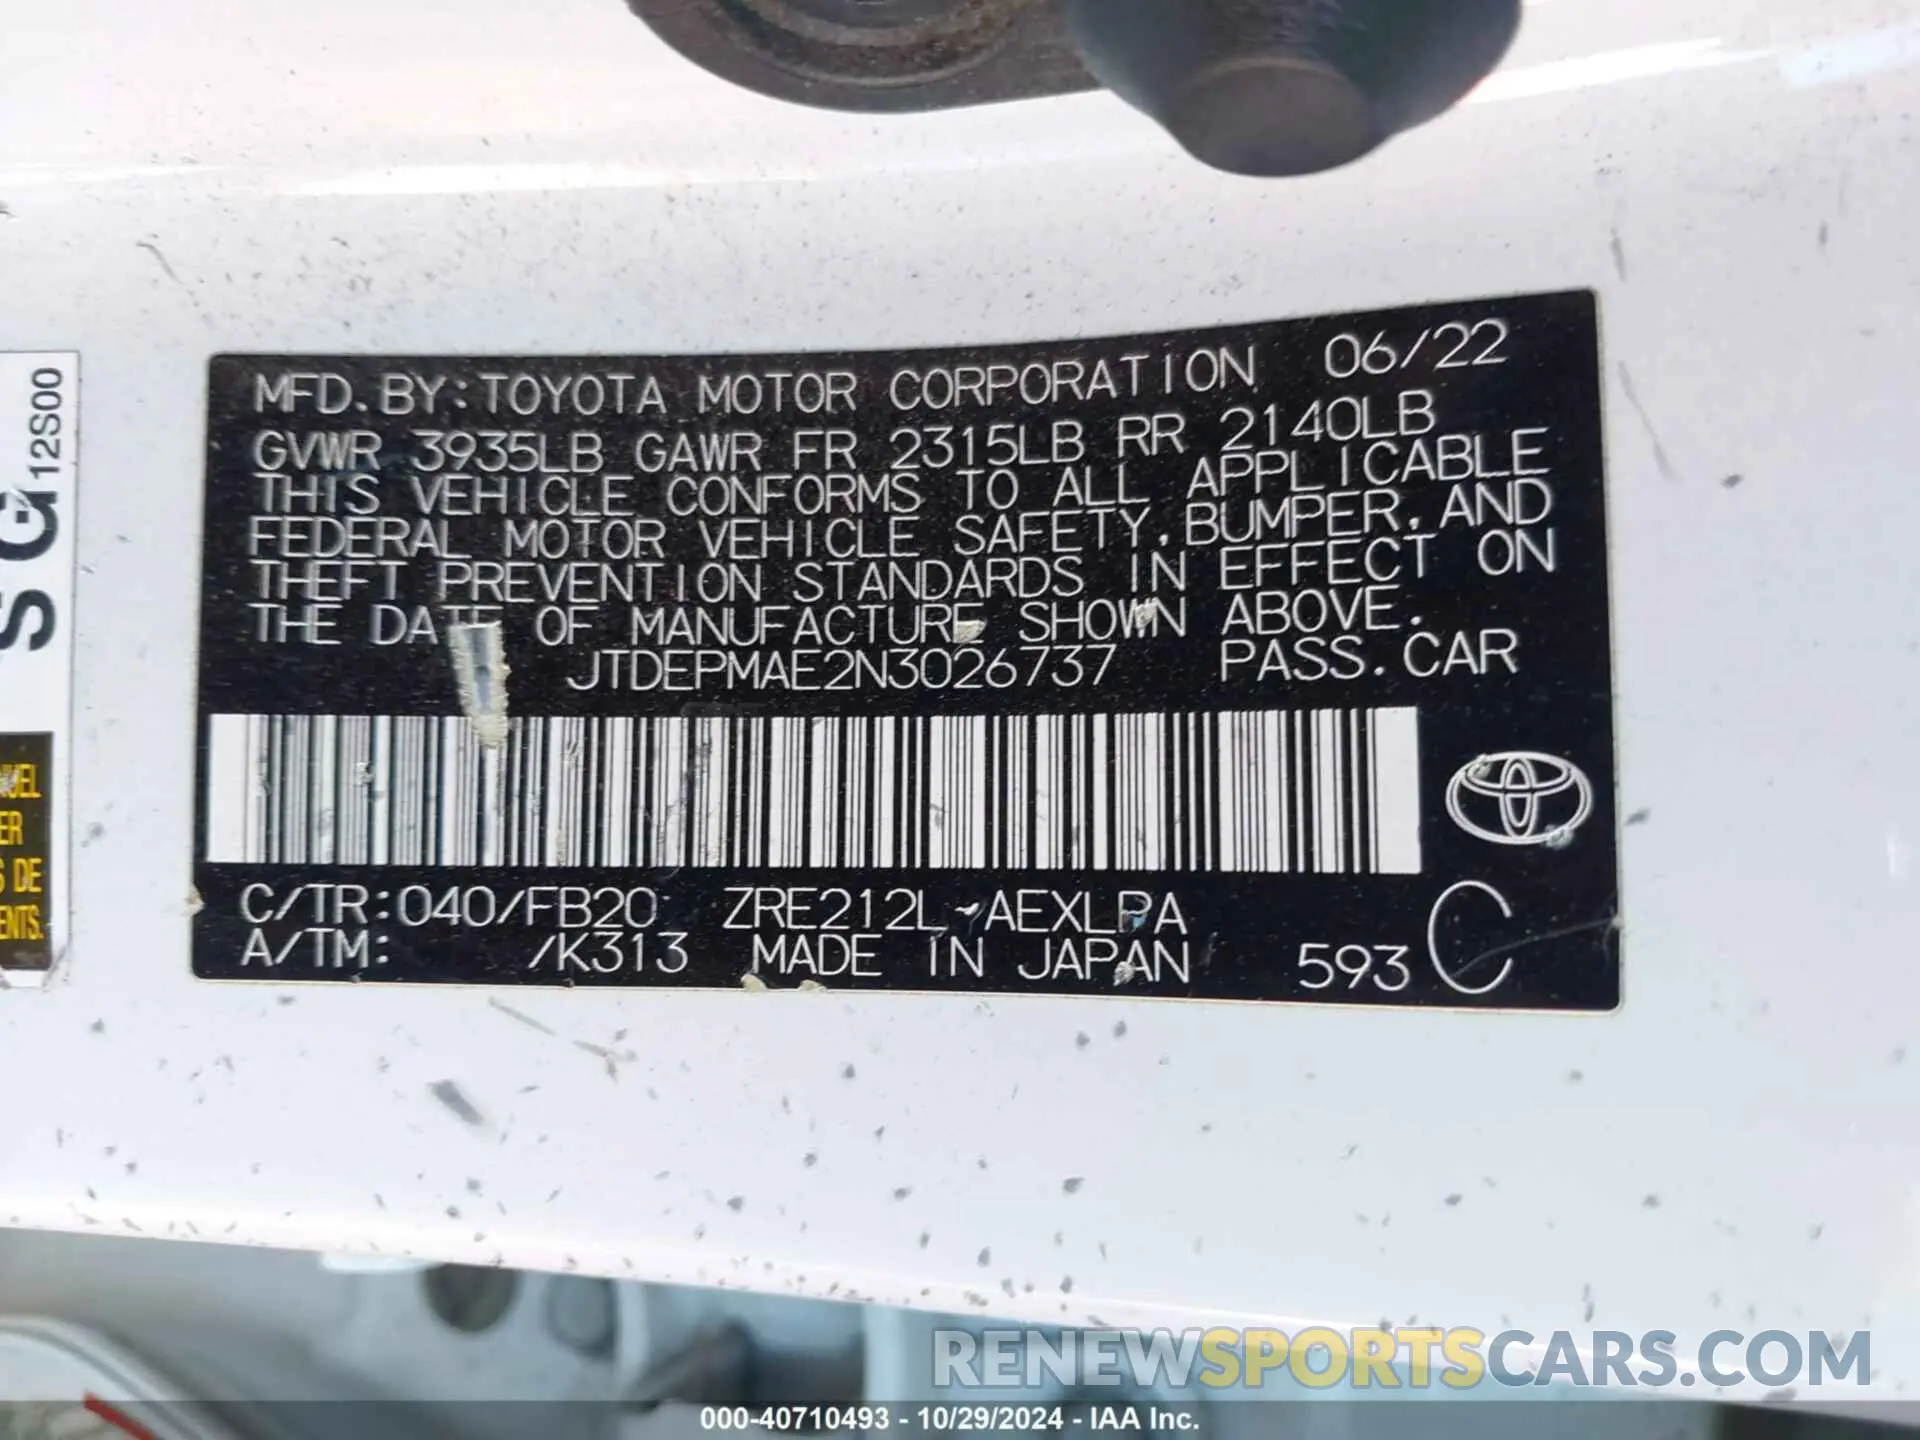 MFD. BY: TOYOTA MOTOR CORPORATION 06/22
GVWR 3935LB GAWR FR 2315LB RR 2140LB
THIS VEHICLE CONFORMS TO ALL APPLICABLE
FEDERAL MOTOR VEHICLE SAFETY, BUMPER, AND
THEFT PREVENTION STANDARDS IN EFFECT ON
THE DATE OF MANUFACTURE SHOWN ABOVE.
JTDEPMAE2N3026737 PASS. CAR
C/TR: 040/FB20 ZRE212L-AEXLPA
A/TM: /K313 MADE IN JAPAN 593 C
12S00
S DE
RENEWSPORTSCARS.COM
000-40710493 - 10/29/2024 - IAA Inc.